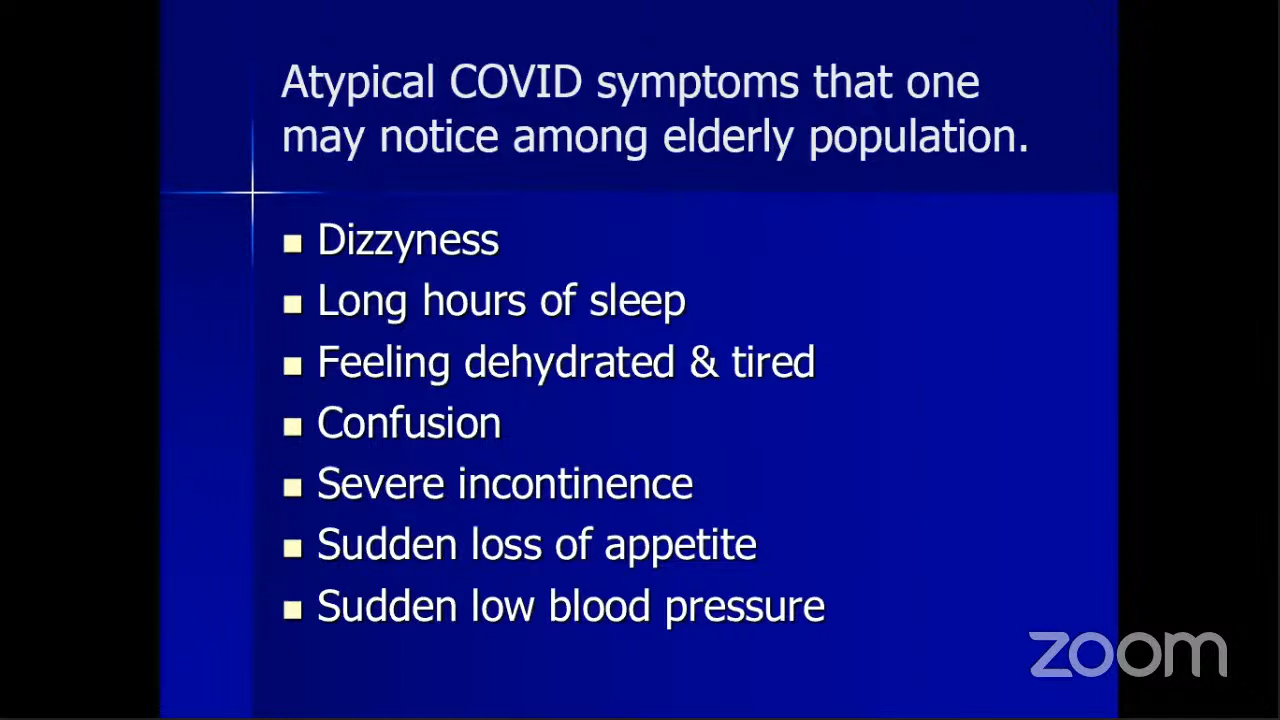 Atypical COVID symptoms that one
may notice among elderly population.
Dizzyness
Long hours of sleep
Feeling dehydrated & tired
Confusion
Severe incontinence
Sudden loss of appetite
Sudden low blood pressure
zoom